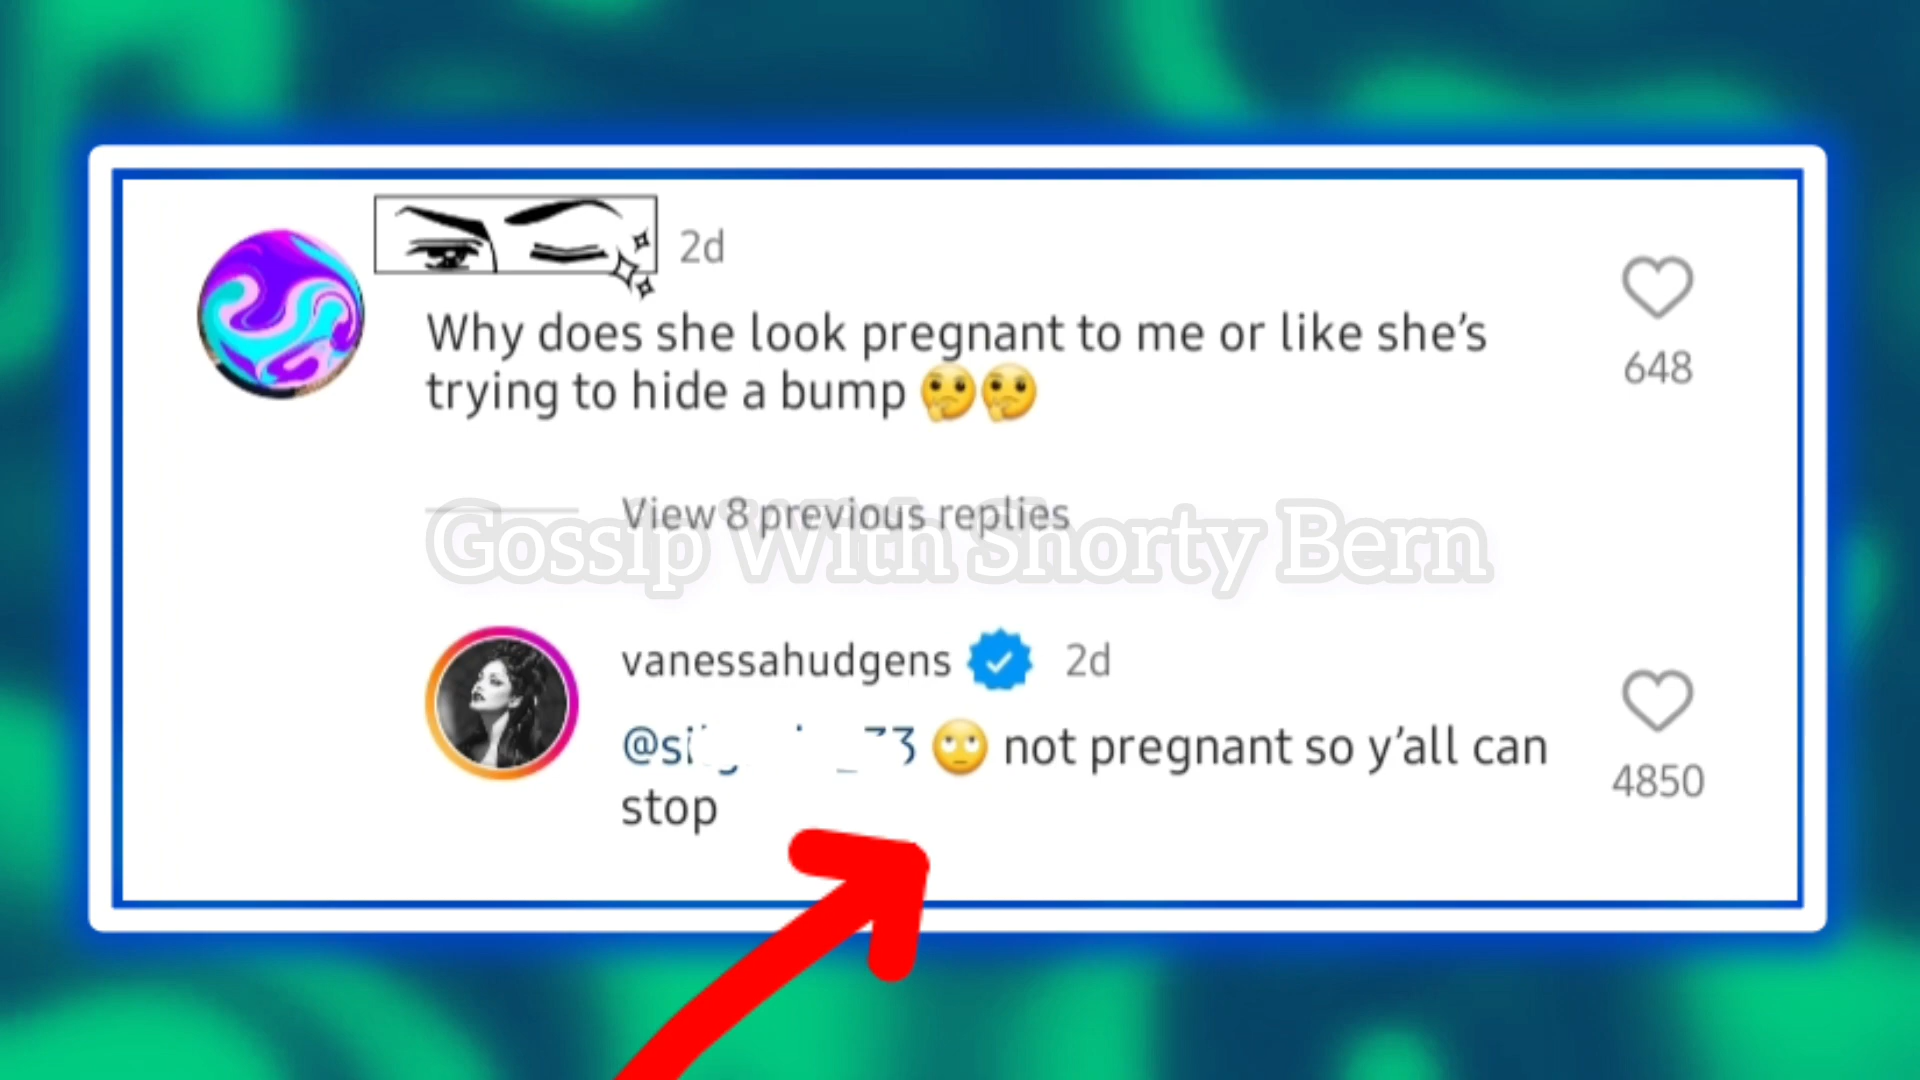 2d
Why does she look pregnant to me or like she’s
trying to hide a bump 🤔🤔
648
View 8 previous replies
Gossip With Shorty Bern
vanessahudgens 2d
🙄 not pregnant so y’all can
stop
4850